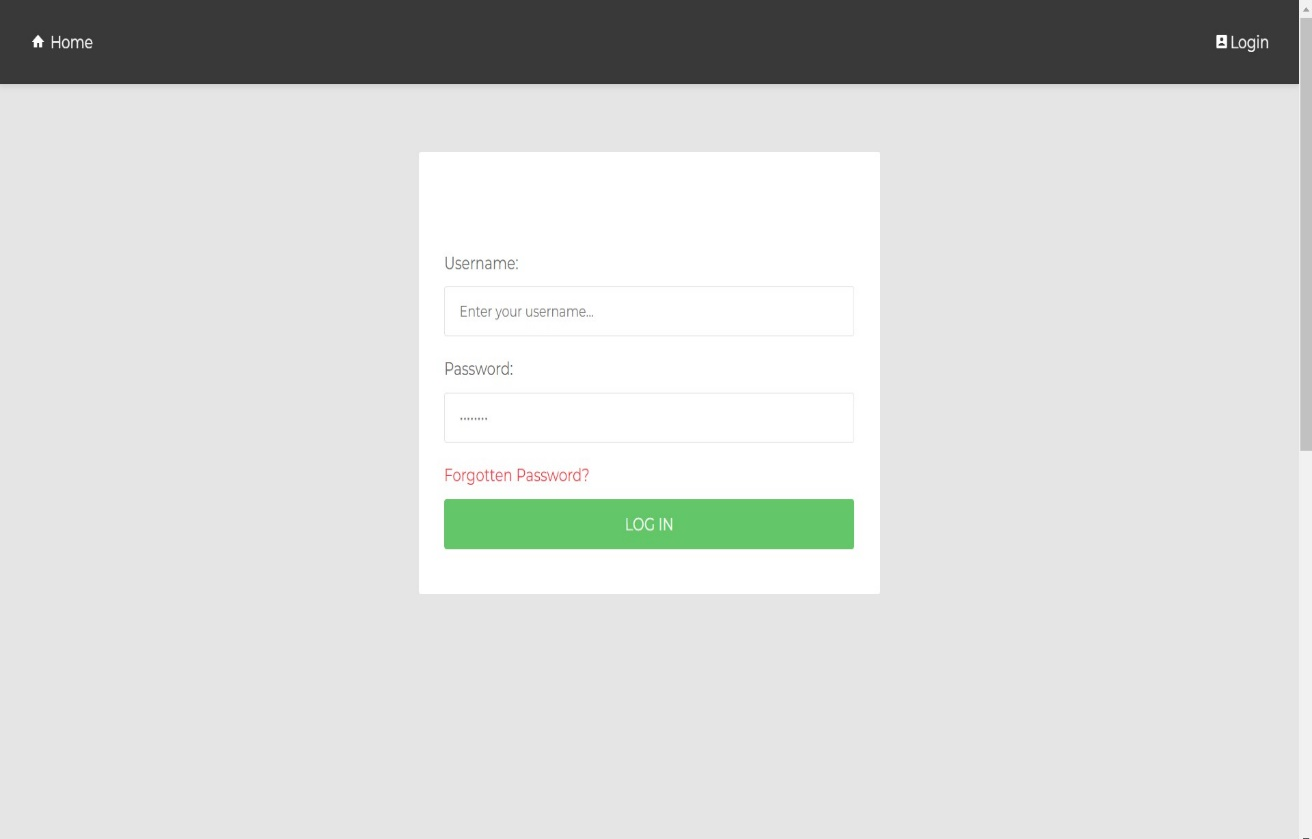 Home
Login
Username:
Enter your username...
Password:
········
Forgotten Password?
LOG IN